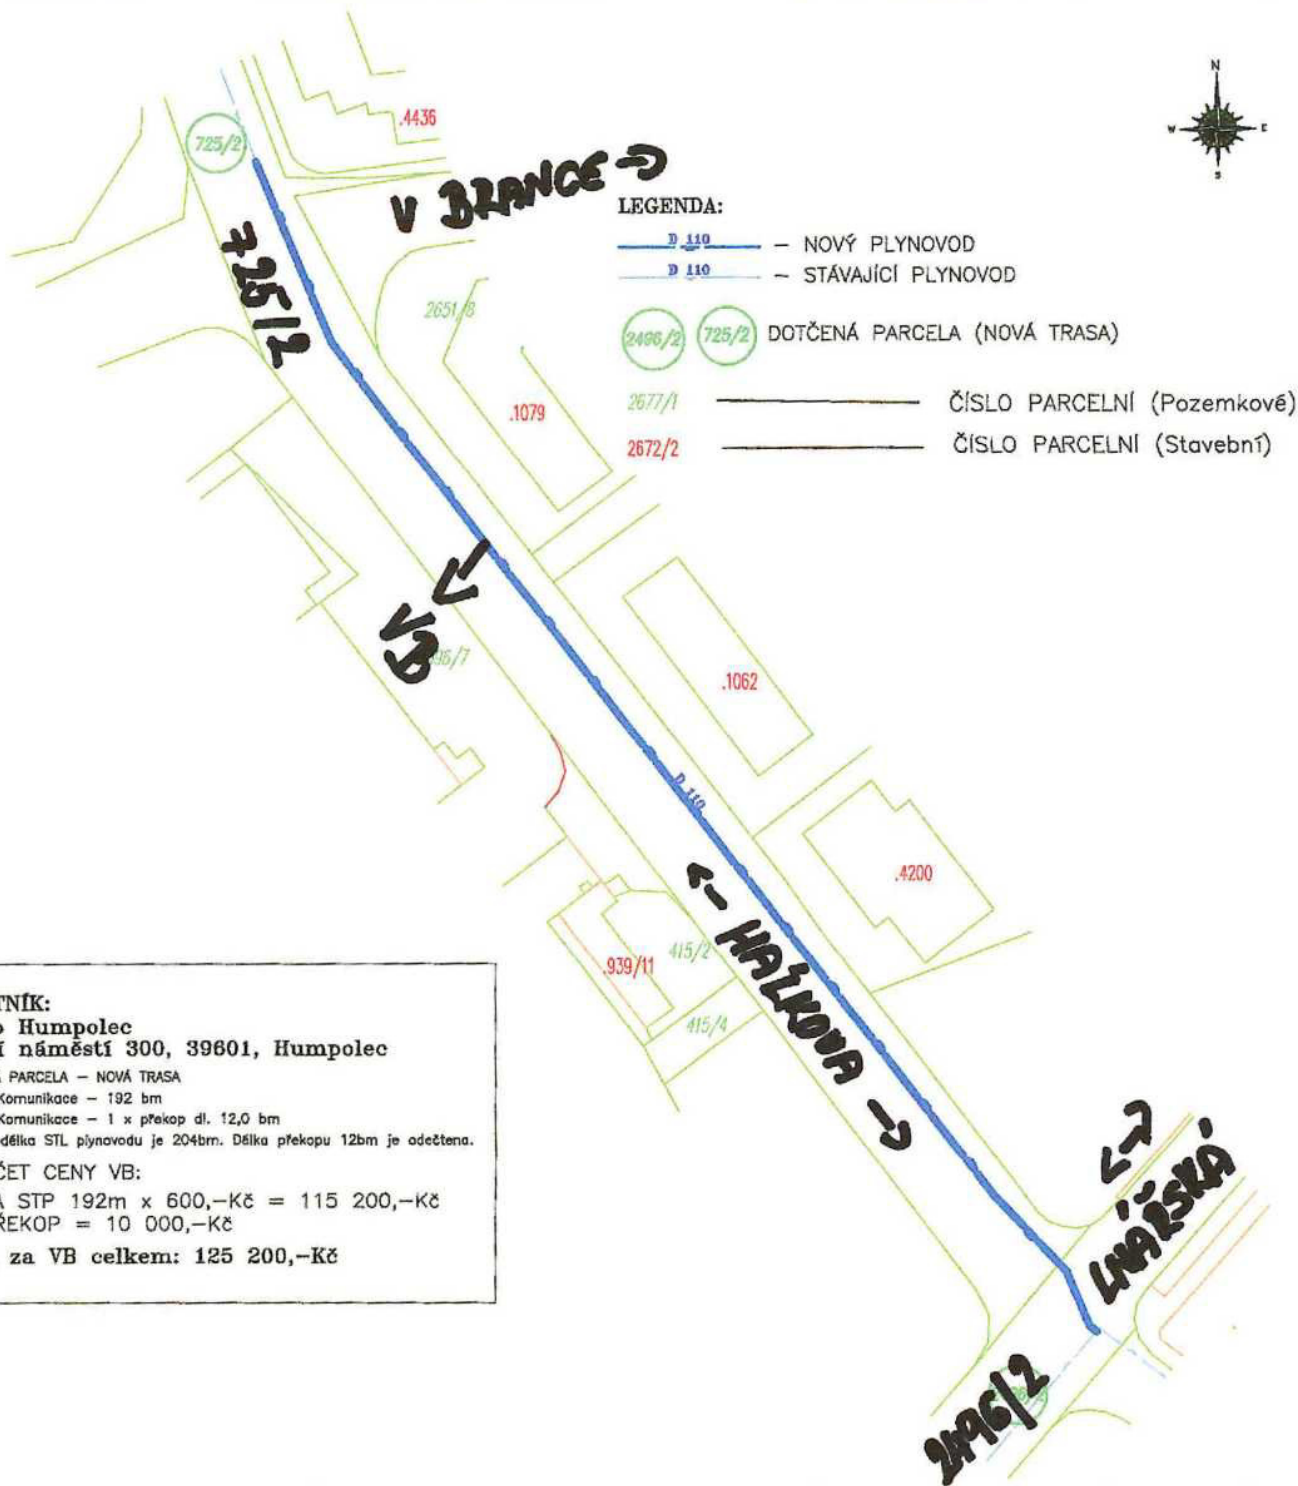 N
W E
S
.4436
725/2
V BRANCE →
725/2
LEGENDA:
D 110 – NOVÝ PLYNOVOD
D 110 – STÁVAJÍCÍ PLYNOVOD
2496/2 725/2 DOTČENÁ PARCELA (NOVÁ TRASA)
2677/1 ČÍSLO PARCELNÍ (Pozemkové)
2672/2 ČÍSLO PARCELNÍ (Stavební)
2651/8
.1079
VB
96/7
.1062
D 110
.4200
← HÁLKOVA →
.939/11
415/2
415/4
TNÍK:
Humpolec
í náměstí 300, 39601, Humpolec
PARCELA – NOVÁ TRASA
Komunikace – 192 bm
Komunikace – 1 x překop dl. 12,0 bm
délka STL plynovodu je 204bm. Délka překopu 12bm je odečtena.
ČET CENY VB:
A STP 192m x 600,–Kč = 115 200,–Kč
ŘEKOP = 10 000,–Kč
za VB celkem: 125 200,–Kč
↔
LNÁŘSKÁ
2496/2